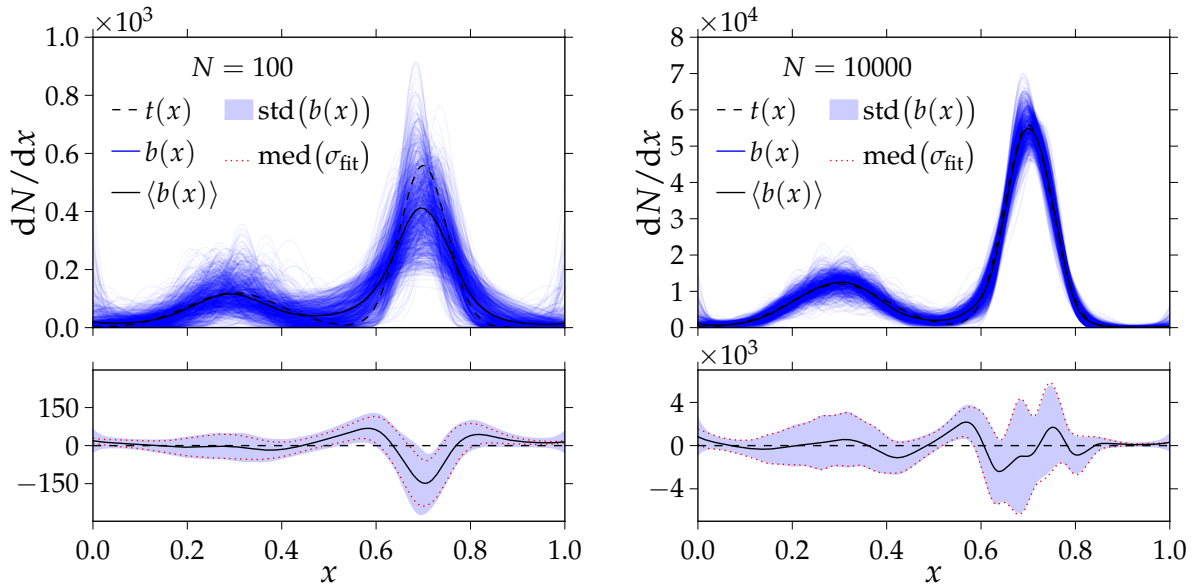 ×10³
N = 100
t(x)
std(b(x))
b(x)
med(σfit)
⟨b(x)⟩
dN/dx
1.0
0.8
0.6
0.4
0.2
0.0
150
0
−150
0.0 0.2 0.4 0.6 0.8 1.0
x
×10⁴
N = 10000
t(x)
std(b(x))
b(x)
med(σfit)
⟨b(x)⟩
dN/dx
8
7
6
5
4
3
2
1
0
×10³
4
0
−4
0.0 0.2 0.4 0.6 0.8 1.0
x